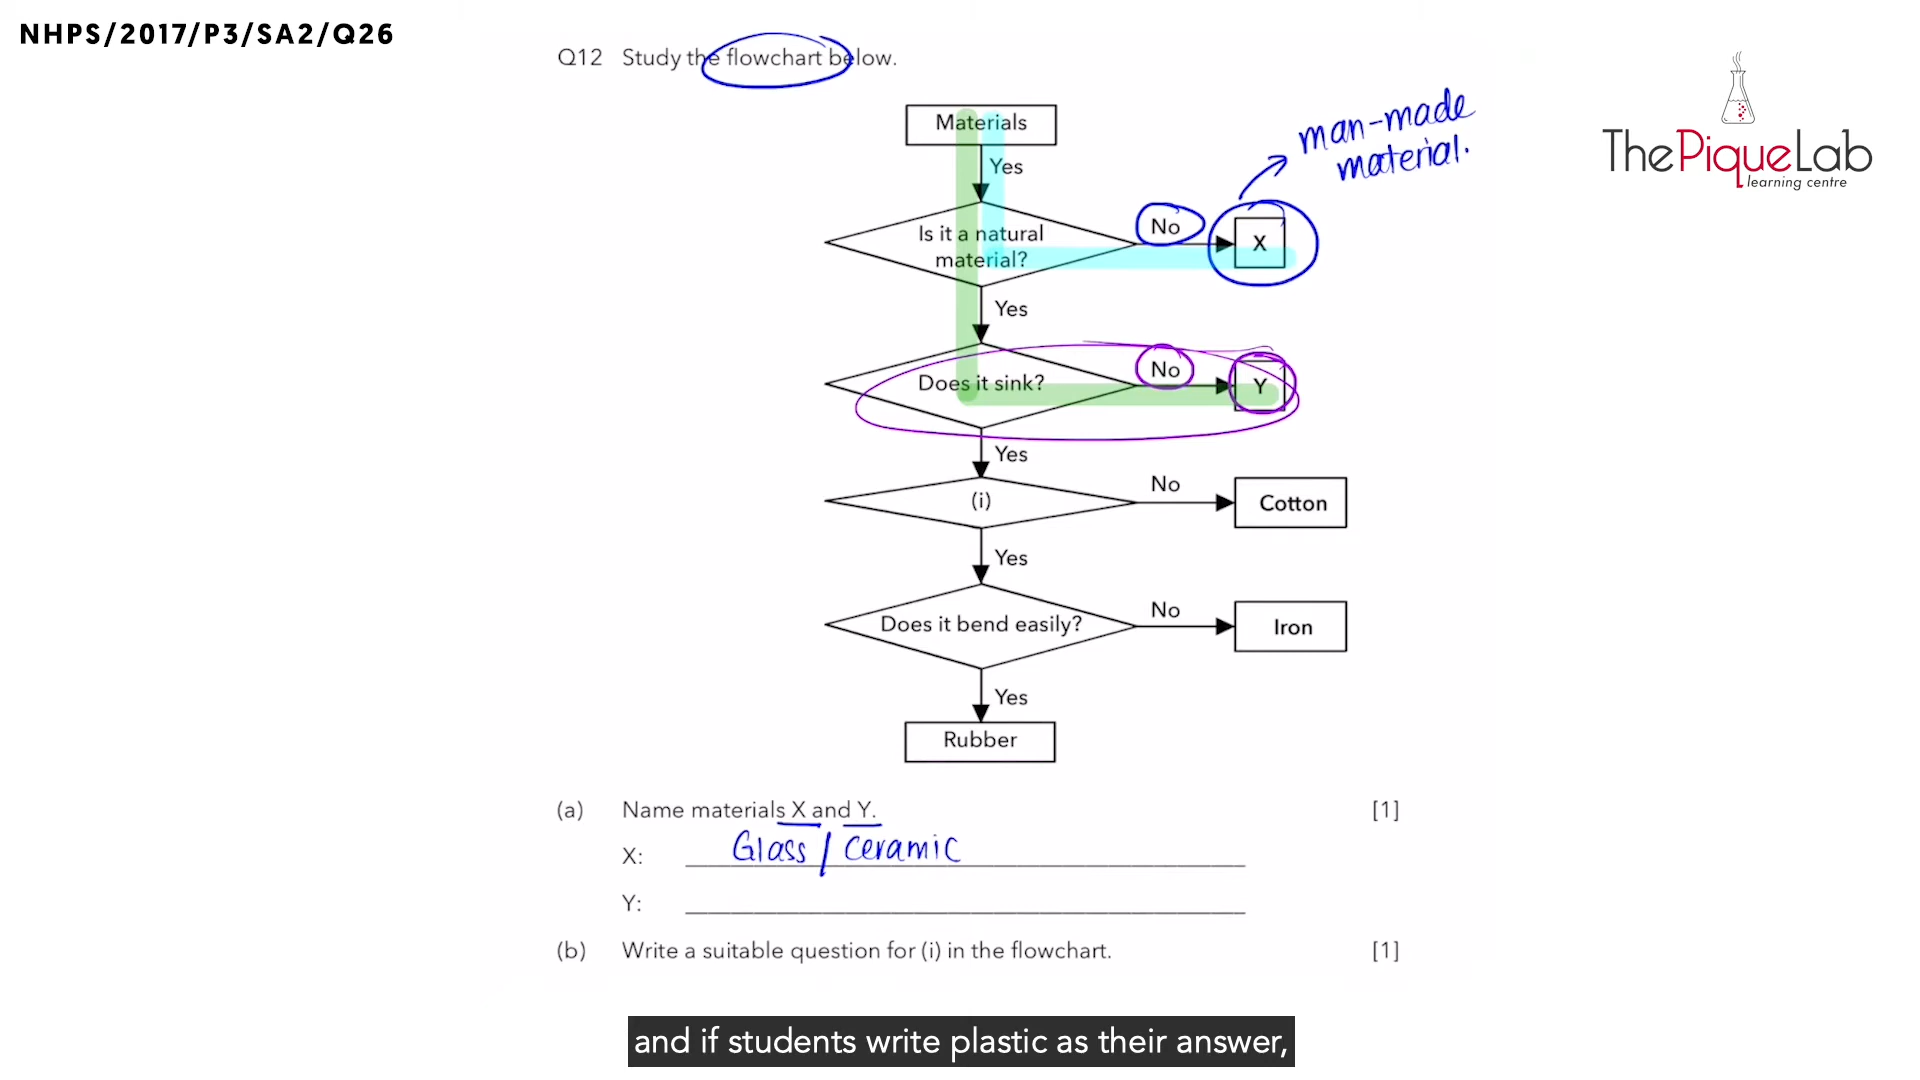 NHPS/2017/P3/SA2/Q26
Q12 Study the flowchart below.
ThePiqueLab
learning centre
man-made
material.
Materials
Yes
Is it a natural
material?
No
X
Yes
Does it sink?
No
Y
Yes
(i)
No
Cotton
Yes
Does it bend easily?
No
Iron
Yes
Rubber
(a) Name materials X and Y. [1]
X: Glass / Ceramic
Y:
(b) Write a suitable question for (i) in the flowchart. [1]
and if students write plastic as their answer,